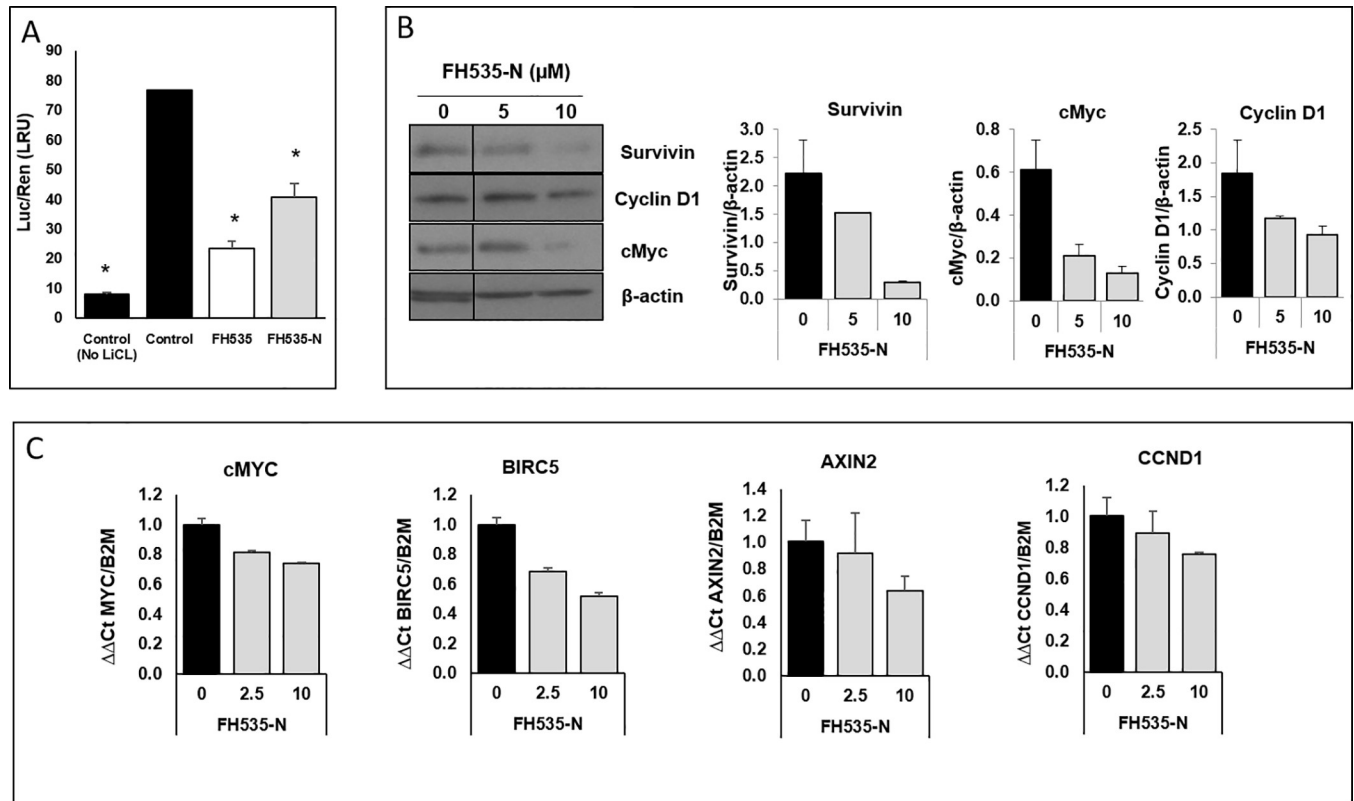 A
Luc/Ren (LRU)
90
80
70
60
50
40
30
20
10
0
*
*
*
Control
(No LiCL)
Control
FH535
FH535-N
B
FH535-N (µM)
0 5 10
Survivin
Cyclin D1
cMyc
β-actin
Survivin
Survivin/β-actin
3.0
2.5
2.0
1.5
1.0
0.5
0.0
0 5 10
FH535-N
cMyc
cMyc/β-actin
0.8
0.6
0.4
0.2
0.0
0 5 10
FH535-N
Cyclin D1
Cyclin D1/β-actin
2.5
2.0
1.5
1.0
0.5
0.0
0 5 10
FH535-N
C
cMYC
ΔΔCt MYC/B2M
1.2
1.0
0.8
0.6
0.4
0.2
0.0
0 2.5 10
FH535-N
BIRC5
ΔΔCt BIRC5/B2M
1.2
1.0
0.8
0.6
0.4
0.2
0.0
0 2.5 10
FH535-N
AXIN2
ΔΔCt AXIN2/B2M
1.4
1.2
1.0
0.8
0.6
0.4
0.2
0.0
0 2.5 10
FH535-N
CCND1
ΔΔCt CCND1/B2M
1.2
1.0
0.8
0.6
0.4
0.2
0.0
0 2.5 10
FH535-N